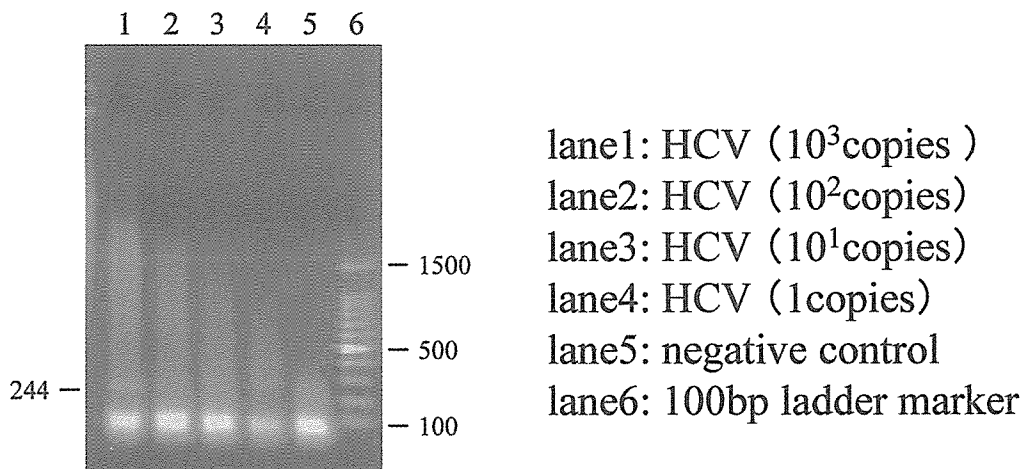 1 2 3 4 5 6
1500
500
244
100
lane1: HCV (10³copies )
lane2: HCV (10²copies)
lane3: HCV (10¹copies)
lane4: HCV (1copies)
lane5: negative control
lane6: 100bp ladder marker